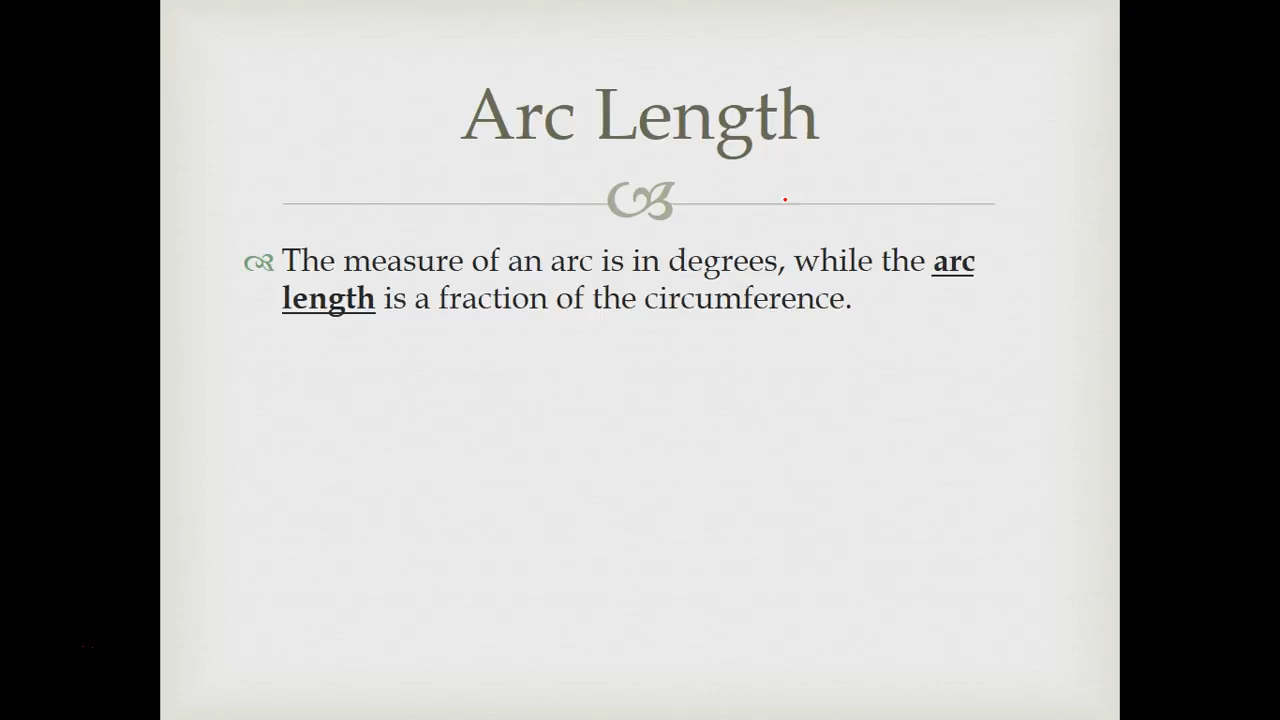 Arc Length
The measure of an arc is in degrees, while the arc
length is a fraction of the circumference.